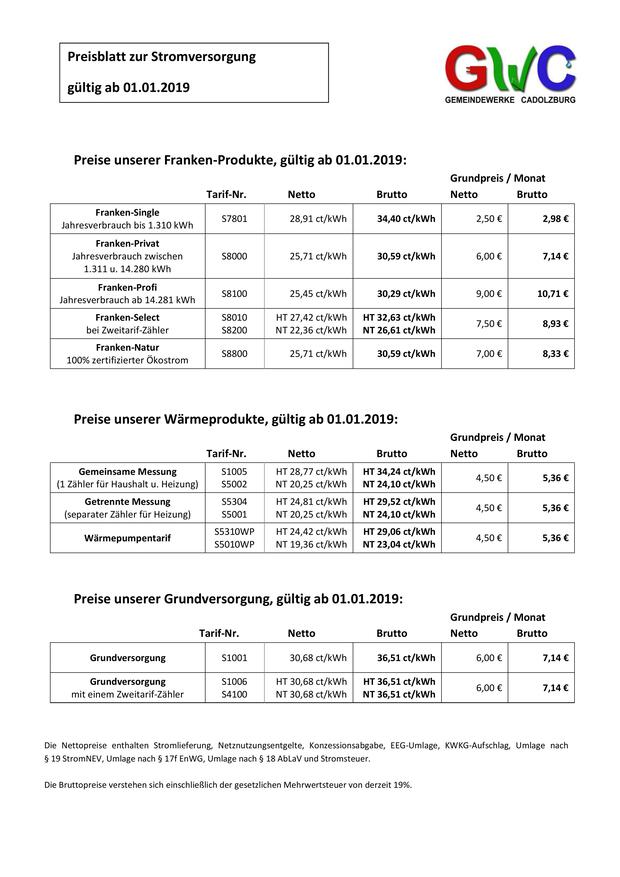 Preisblatt zur Stromversorgung
gültig ab 01.01.2019
GWC
GEMEINDEWERKE CADOLZBURG
Preise unserer Franken-Produkte, gültig ab 01.01.2019:
Grundpreis / Monat
Tarif-Nr. Netto Brutto Netto Brutto
Franken-Single
Jahresverbrauch bis 1.310 kWh
S7801 28,91 ct/kWh 34,40 ct/kWh 2,50 € 2,98 €
Franken-Privat
Jahresverbrauch zwischen
1.311 u. 14.280 kWh
S8000 25,71 ct/kWh 30,59 ct/kWh 6,00 € 7,14 €
Franken-Profi
Jahresverbrauch ab 14.281 kWh
S8100 25,45 ct/kWh 30,29 ct/kWh 9,00 € 10,71 €
Franken-Select
bei Zweitarif-Zähler
S8010 HT 27,42 ct/kWh HT 32,63 ct/kWh
S8200 NT 22,36 ct/kWh NT 26,61 ct/kWh
7,50 € 8,93 €
Franken-Natur
100% zertifizierter Ökostrom
S8800 25,71 ct/kWh 30,59 ct/kWh 7,00 € 8,33 €
Preise unserer Wärmeprodukte, gültig ab 01.01.2019:
Grundpreis / Monat
Tarif-Nr. Netto Brutto Netto Brutto
Gemeinsame Messung
(1 Zähler für Haushalt u. Heizung)
S1005 HT 28,77 ct/kWh HT 34,24 ct/kWh
S5002 NT 20,25 ct/kWh NT 24,10 ct/kWh
4,50 € 5,36 €
Getrennte Messung
(separater Zähler für Heizung)
S5304 HT 24,81 ct/kWh HT 29,52 ct/kWh
S5001 NT 20,25 ct/kWh NT 24,10 ct/kWh
4,50 € 5,36 €
Wärmepumpentarif
S5310WP HT 24,42 ct/kWh HT 29,06 ct/kWh
S5010WP NT 19,36 ct/kWh NT 23,04 ct/kWh
4,50 € 5,36 €
Preise unserer Grundversorgung, gültig ab 01.01.2019:
Grundpreis / Monat
Tarif-Nr. Netto Brutto Netto Brutto
Grundversorgung S1001 30,68 ct/kWh 36,51 ct/kWh 6,00 € 7,14 €
Grundversorgung
mit einem Zweitarif-Zähler
S1006 HT 30,68 ct/kWh HT 36,51 ct/kWh
S4100 NT 30,68 ct/kWh NT 36,51 ct/kWh
6,00 € 7,14 €
Die Nettopreise enthalten Stromlieferung, Netznutzungsentgelte, Konzessionsabgabe, EEG-Umlage, KWKG-Aufschlag, Umlage nach
§ 19 StromNEV, Umlage nach § 17f EnWG, Umlage nach § 18 AbLaV und Stromsteuer.
Die Bruttopreise verstehen sich einschließlich der gesetzlichen Mehrwertsteuer von derzeit 19%.